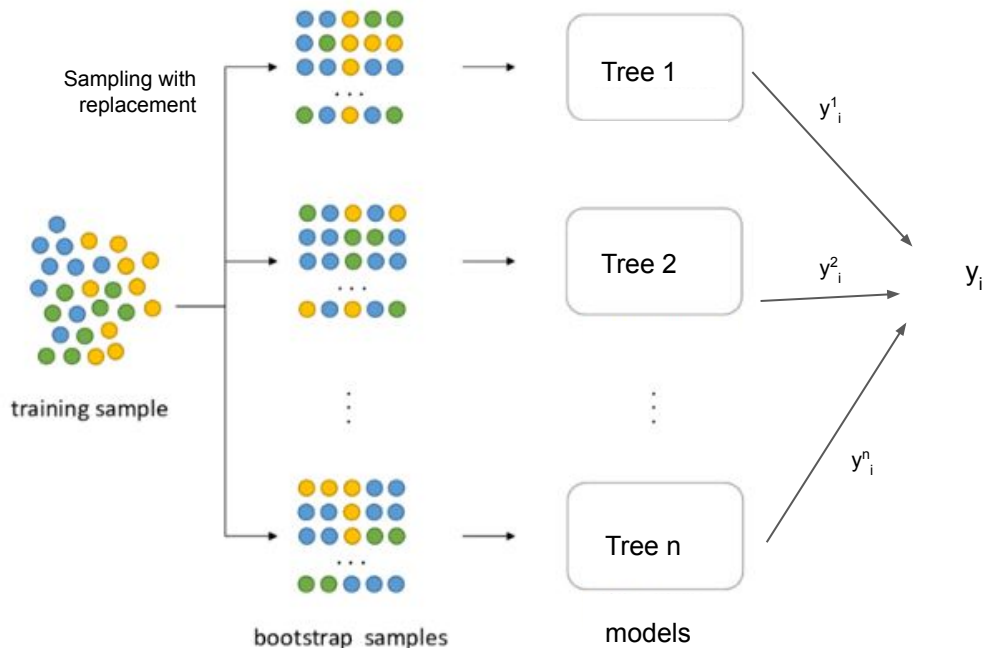 Sampling with
replacement
training sample
bootstrap samples
Tree 1
Tree 2
Tree n
models
y¹ᵢ
y²ᵢ
yⁿᵢ
yᵢ